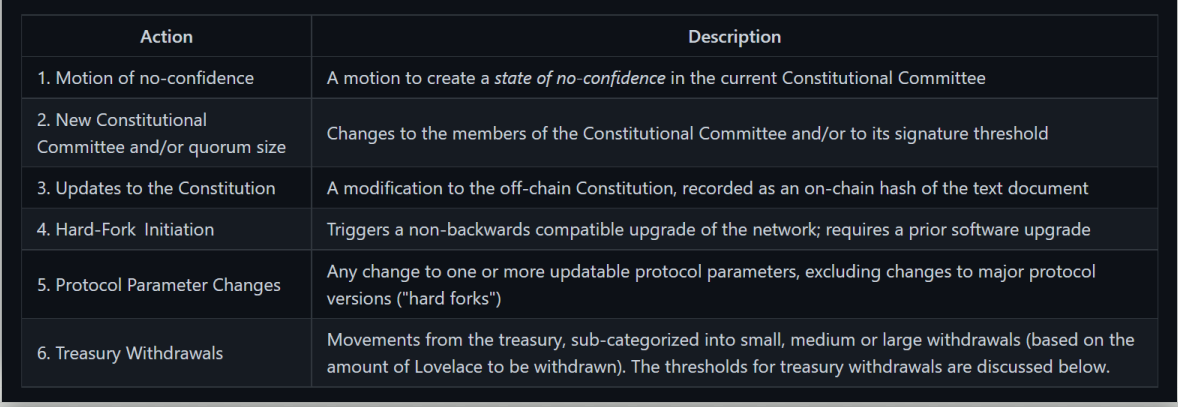 Action
Description
1. Motion of no-confidence
A motion to create a state of no-confidence in the current Constitutional Committee
2. New Constitutional
Committee and/or quorum size
Changes to the members of the Constitutional Committee and/or to its signature threshold
3. Updates to the Constitution
A modification to the off-chain Constitution, recorded as an on-chain hash of the text document
4. Hard-Fork Initiation
Triggers a non-backwards compatible upgrade of the network; requires a prior software upgrade
5. Protocol Parameter Changes
Any change to one or more updatable protocol parameters, excluding changes to major protocol
versions ("hard forks")
6. Treasury Withdrawals
Movements from the treasury, sub-categorized into small, medium or large withdrawals (based on the
amount of Lovelace to be withdrawn). The thresholds for treasury withdrawals are discussed below.